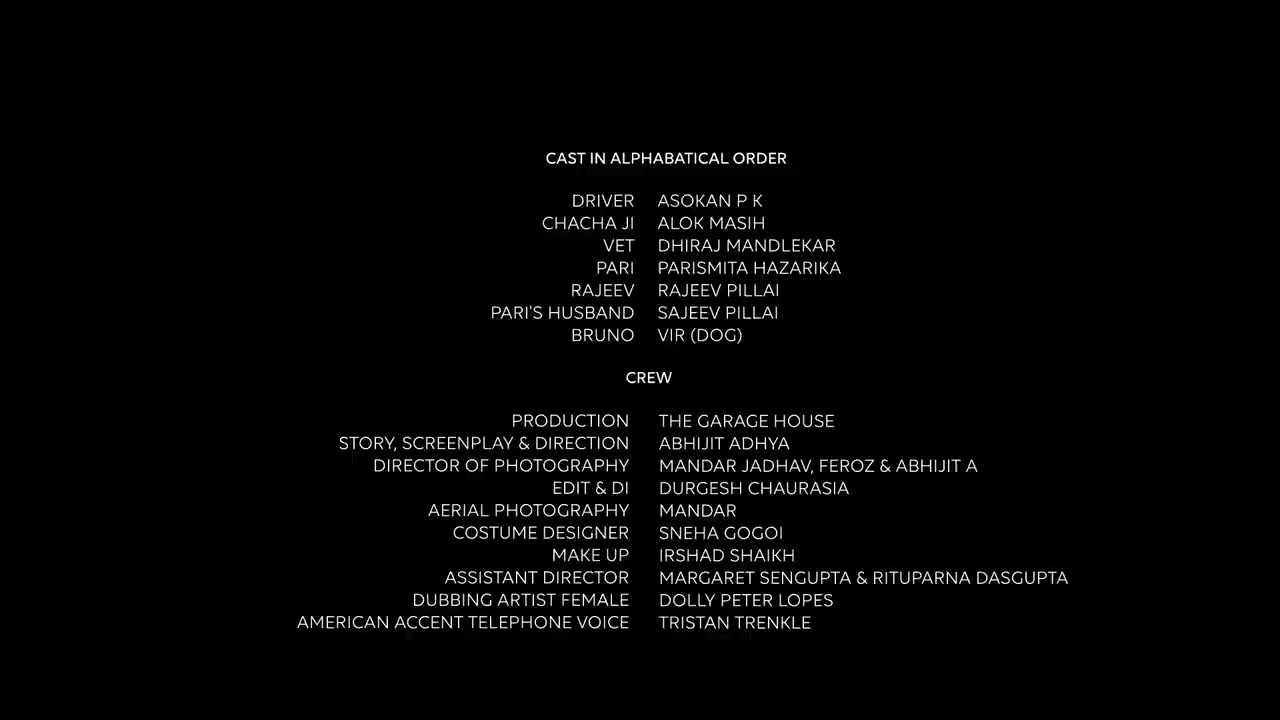 CAST IN ALPHABATICAL ORDER
DRIVER ASOKAN P K
CHACHA JI ALOK MASIH
VET DHIRAJ MANDLEKAR
PARI PARISMITA HAZARIKA
RAJEEV RAJEEV PILLAI
PARI'S HUSBAND SAJEEV PILLAI
BRUNO VIR (DOG)
CREW
PRODUCTION THE GARAGE HOUSE
STORY, SCREENPLAY & DIRECTION ABHIJIT ADHYA
DIRECTOR OF PHOTOGRAPHY MANDAR JADHAV, FEROZ & ABHIJIT A
EDIT & DI DURGESH CHAURASIA
AERIAL PHOTOGRAPHY MANDAR
COSTUME DESIGNER SNEHA GOGOI
MAKE UP IRSHAD SHAIKH
ASSISTANT DIRECTOR MARGARET SENGUPTA & RITUPARNA DASGUPTA
DUBBING ARTIST FEMALE DOLLY PETER LOPES
AMERICAN ACCENT TELEPHONE VOICE TRISTAN TRENKLE